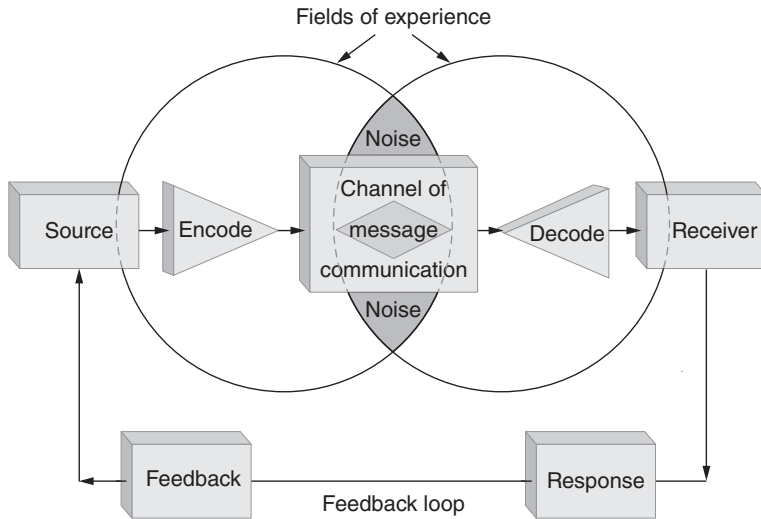 Fields of experience
Noise
Channel of
Source
Encode
message
Decode
Receiver
communication
Noise
Feedback
Response
Feedback loop